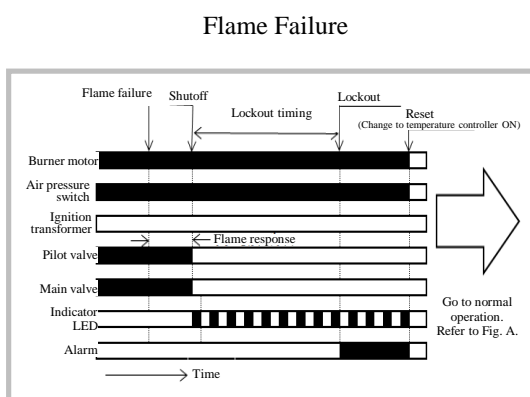 Flame Failure
Flame failure
Shutoff
Lockout timing
Lockout
Reset
(Change to temperature controller ON)
Burner motor
Air pressure
switch
Ignition
transformer
Flame response
Pilot valve
Main valve
Indicator
LED
Alarm
Time
Go to normal
operation.
Refer to Fig. A.